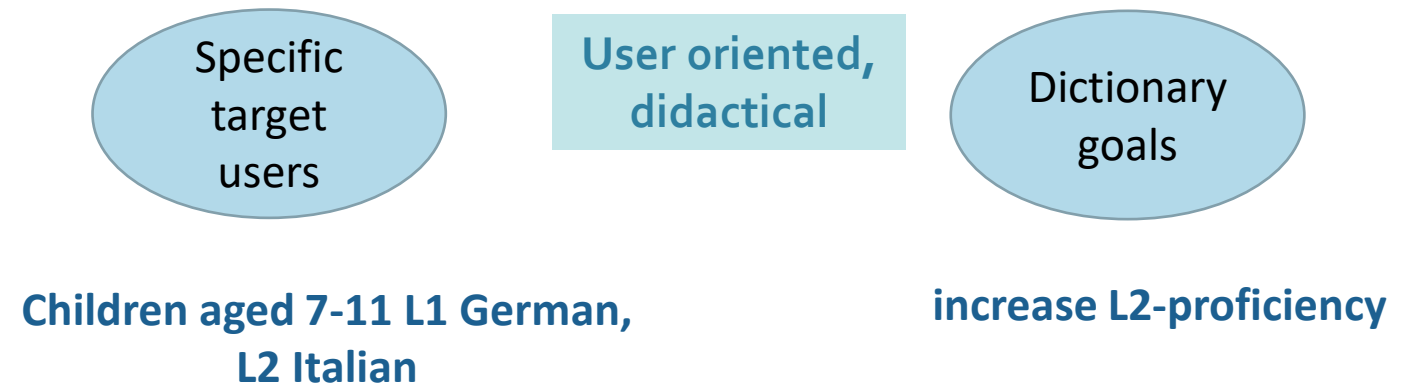 Specific
target
users
User oriented,
didactical
Dictionary
goals
Children aged 7-11 L1 German,
L2 Italian
increase L2-proficiency